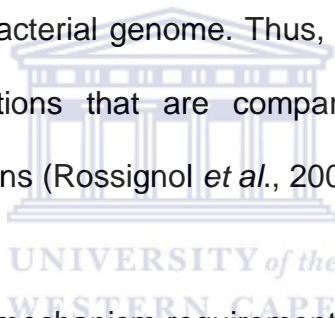 acterial genome. Thus,
tions that are compar
ns (Rossignol et al., 200
UNIVERSITY of the
WESTERN CAPE
mechanism requirement